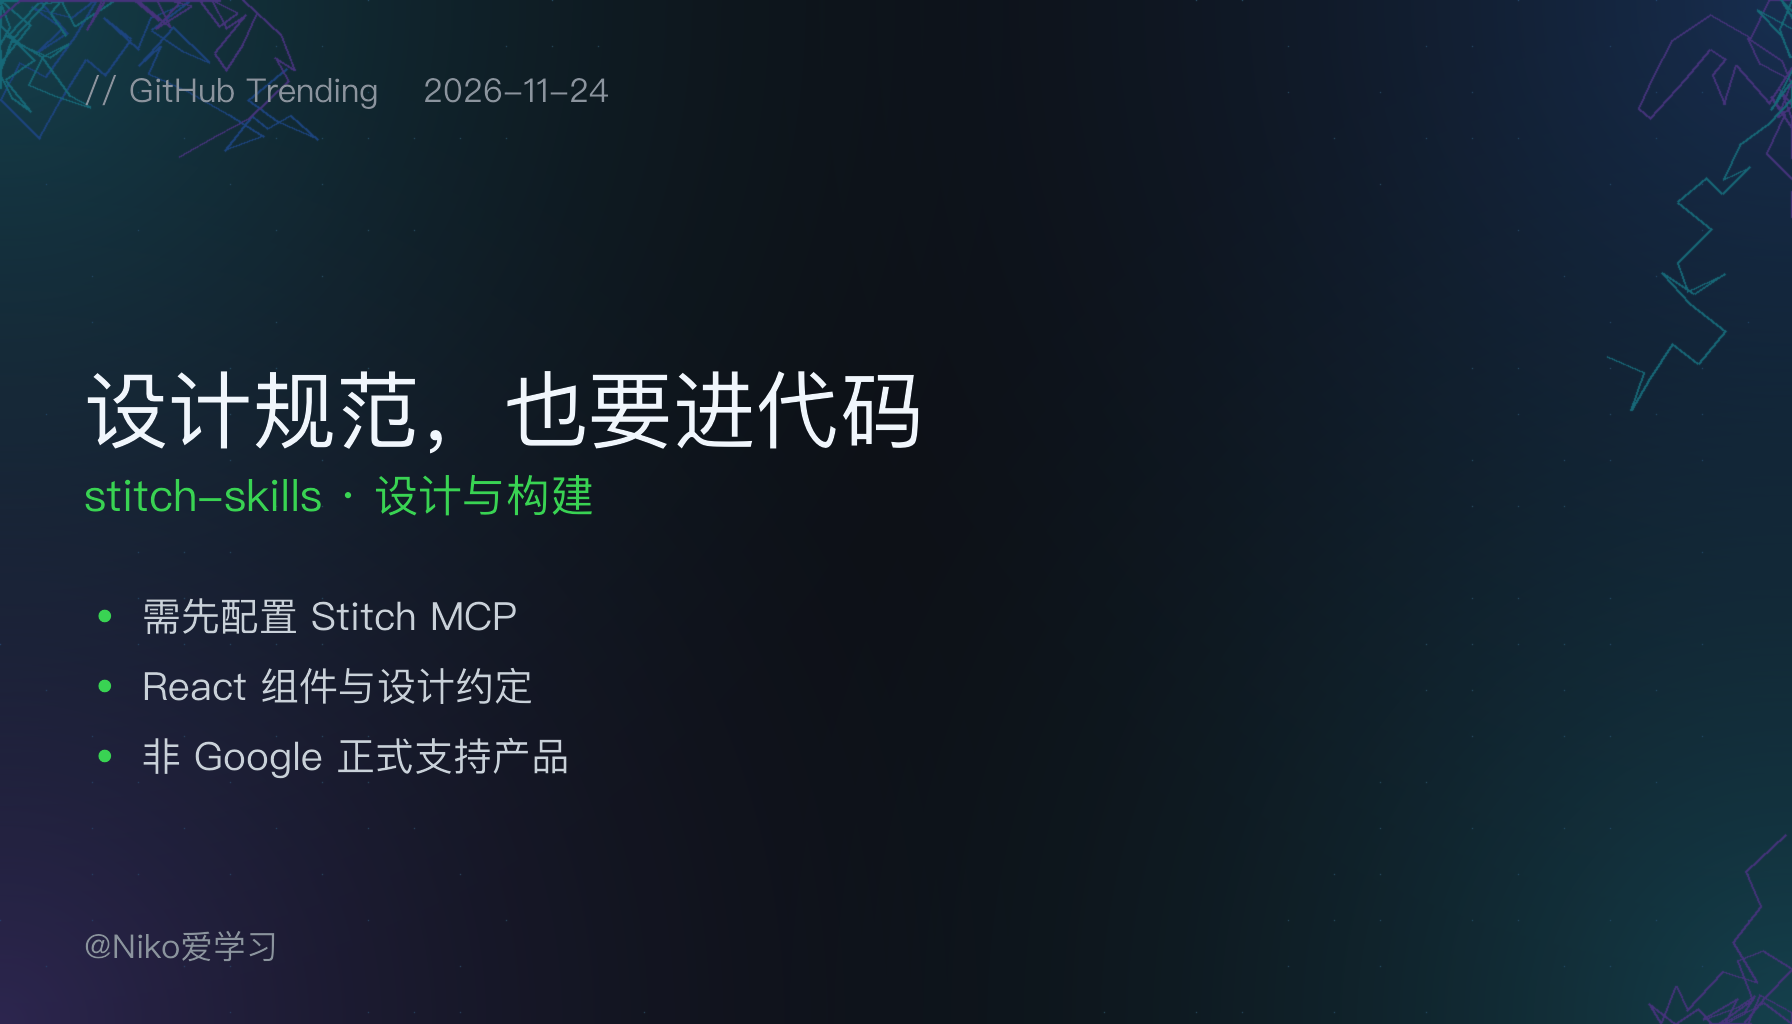 // GitHub Trending 2026-11-24
设计规范，也要进代码
stitch-skills · 设计与构建
• 需先配置 Stitch MCP
• React 组件与设计约定
• 非 Google 正式支持产品
@Niko爱学习